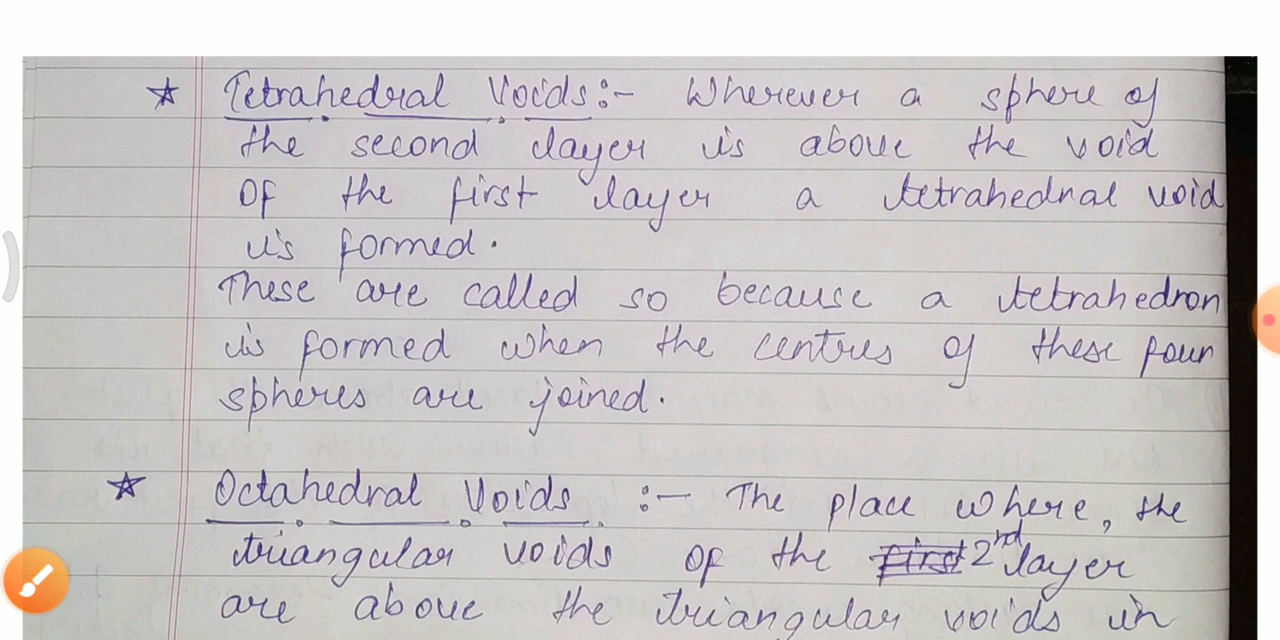 ☆ Tetrahedral Voids:- Wherever a sphere of
the second layer is above the void
of the first layer a tetrahedral void
is formed.
These are called so because a tetrahedron
is formed when the centres of these four
spheres are joined.
☆ Octahedral Voids :- The place where, the
triangular voids of the first 2nd layer
are above the triangular voids in